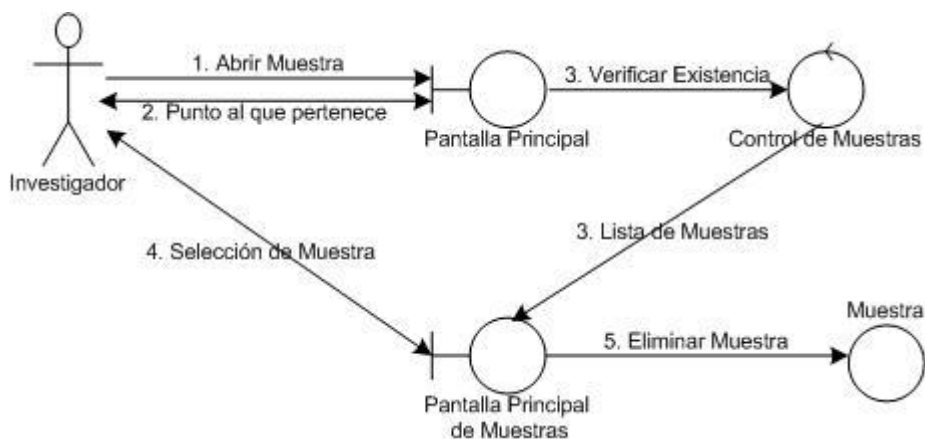 1. Abrir Muestra
3. Verificar Existencia
2. Punto al que pertenece
Pantalla Principal
Control de Muestras
Investigador
3. Lista de Muestras
4. Selección de Muestra
Muestra
5. Eliminar Muestra
Pantalla Principal
de Muestras